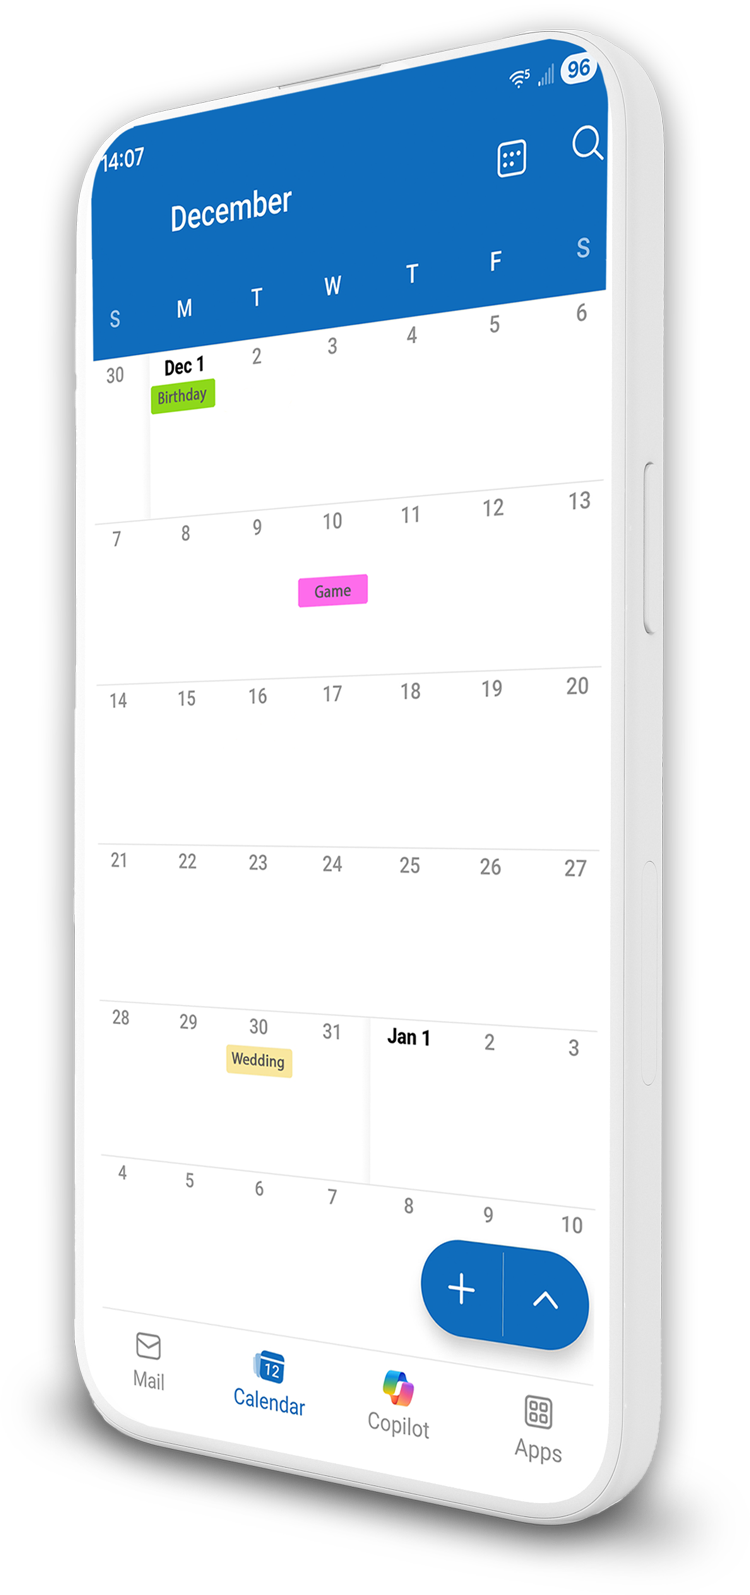 14:07
5
96
December
S M T W T F S
30 Dec 1 2 3 4 5 6
Birthday
7 8 9 10 11 12 13
Game
14 15 16 17 18 19 20
21 22 23 24 25 26 27
28 29 30 31 Jan 1 2 3
Wedding
4 5 6 7 8 9 10
12
Mail Calendar Copilot Apps